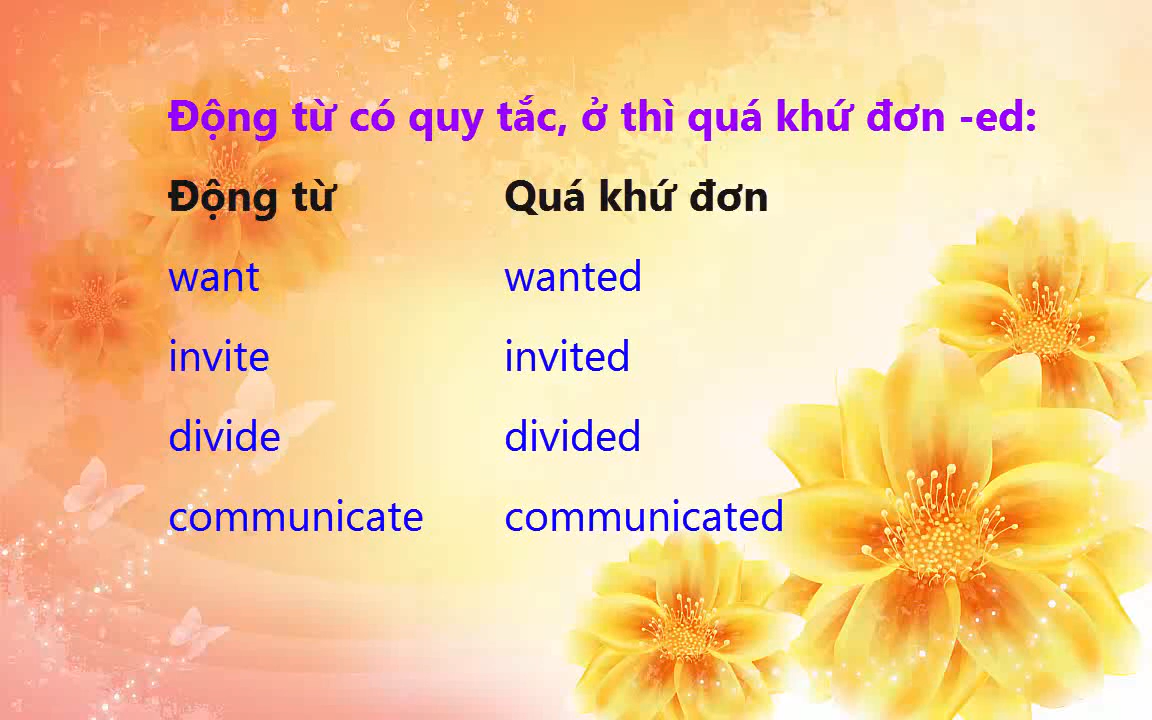 Động từ có quy tắc, ở thì quá khứ đơn -ed:
Động từ Quá khứ đơn
want wanted
invite invited
divide divided
communicate communicated